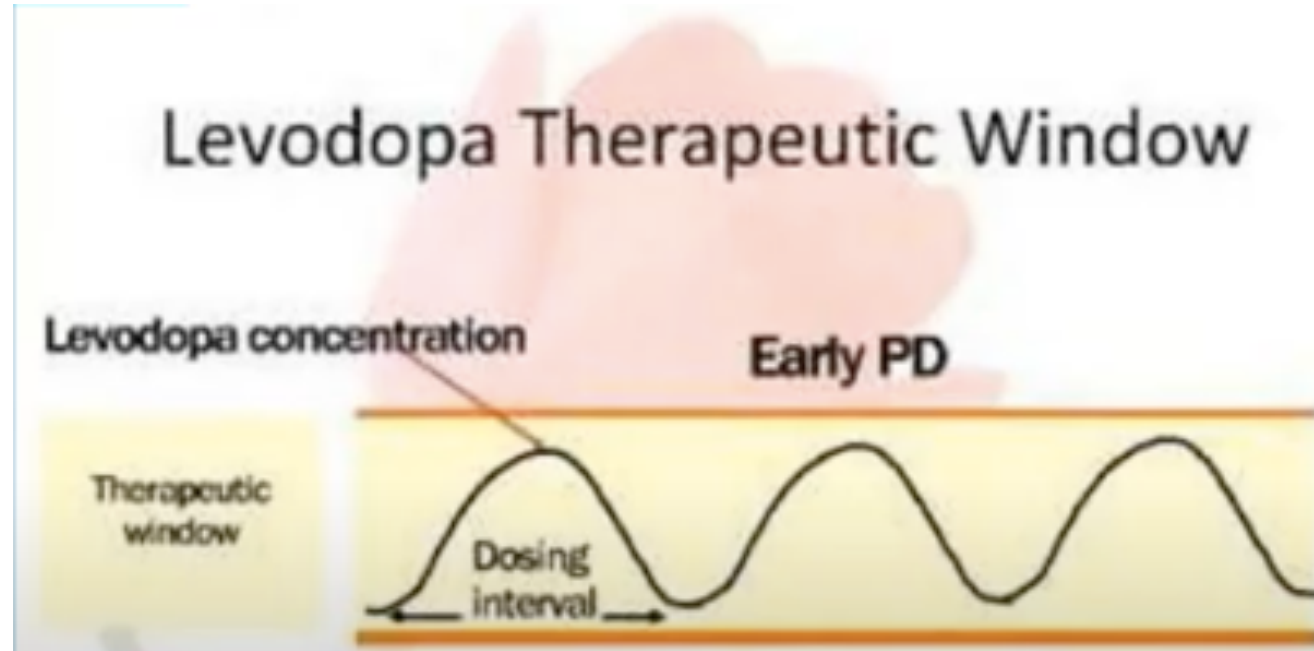 Levodopa Therapeutic Window
Levodopa concentration
Early PD
Therapeutic
window
Dosing
interval